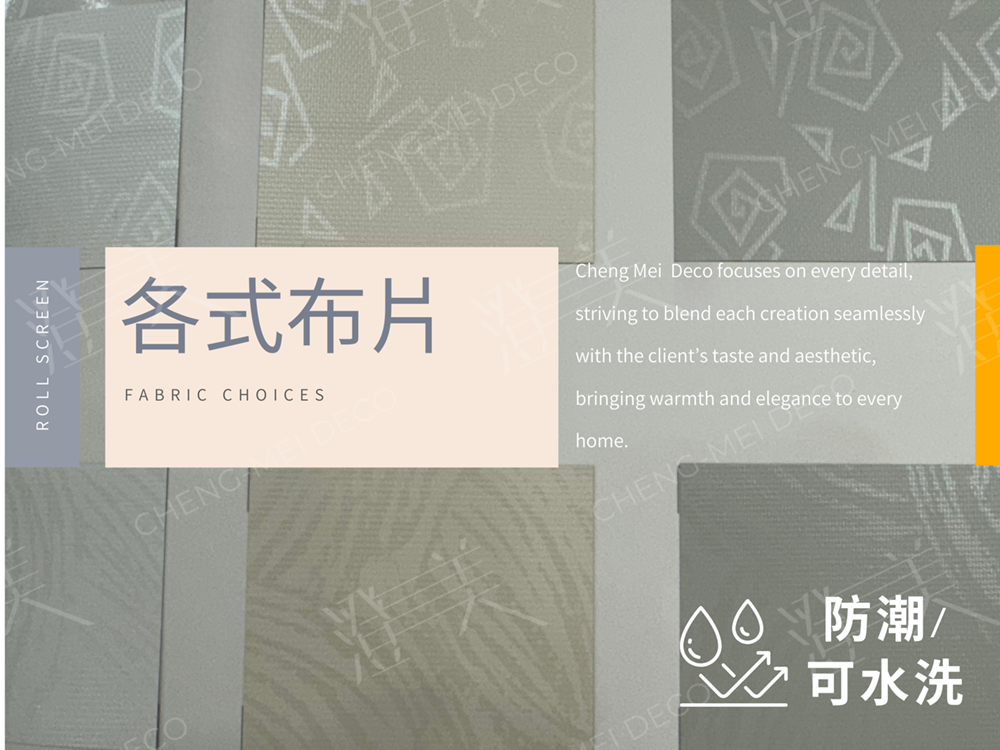 ROLL SCREEN
各式布片
FABRIC CHOICES
Cheng Mei Deco focuses on every detail,
striving to blend each creation seamlessly
with the client’s taste and aesthetic,
bringing warmth and elegance to every
home.
防潮/
可水洗
澄美
CHENG-MEI DECO